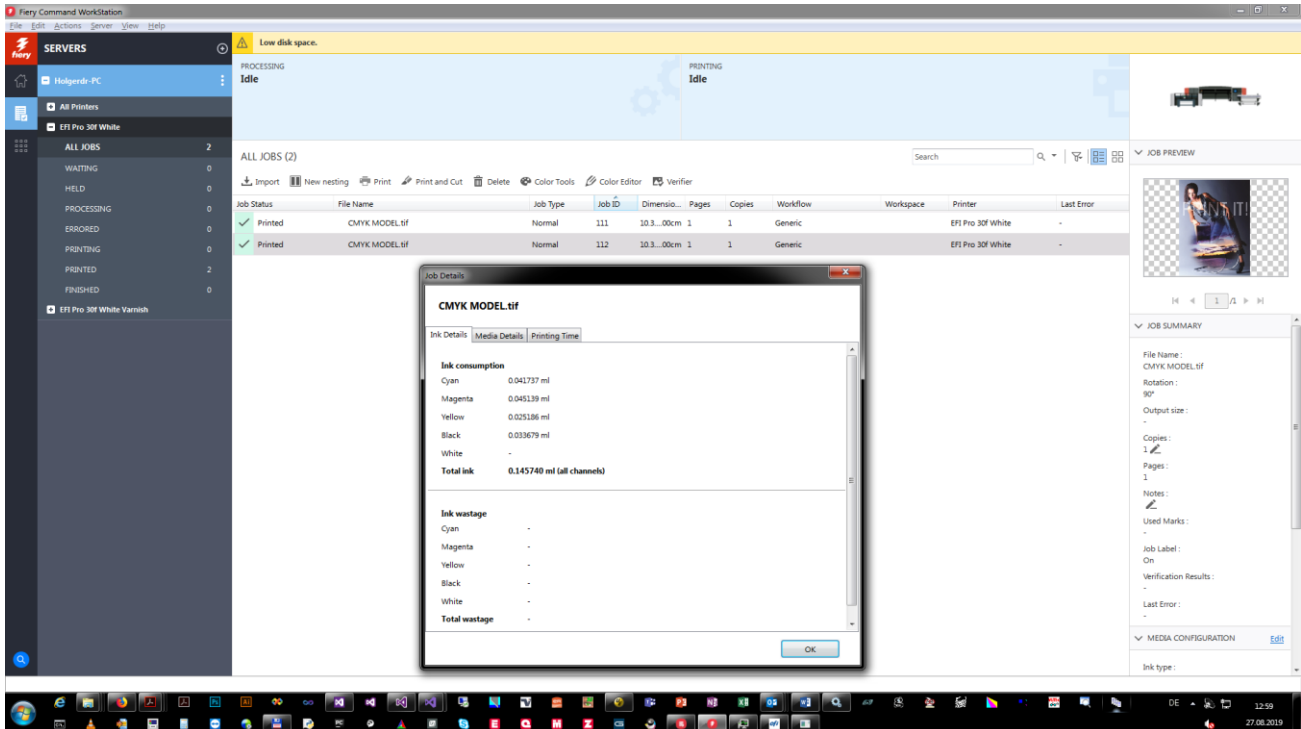 Fiery Command WorkStation
File Edit Actions Server View Help
fiery
SERVERS
Low disk space.
Holgerdr-PC
All Printers
EFI Pro 30f White
ALL JOBS 2
WAITING 0
HELD 0
PROCESSING 0
ERRORED 0
PRINTING 0
PRINTED 2
FINISHED 0
EFI Pro 30f White Varnish
PROCESSING
Idle
PRINTING
Idle
ALL JOBS (2)
Search
Import New nesting Print Print and Cut Delete Color Tools Color Editor Verifier
Job Status File Name Job Type Job ID Dimensio... Pages Copies Workflow Workspace Printer Last Error
Printed CMYK MODEL.tif Normal 111 10.3....00cm 1 1 Generic EFI Pro 30f White -
Printed CMYK MODEL.tif Normal 112 10.3....00cm 1 1 Generic EFI Pro 30f White -
Job Details
CMYK MODEL.tif
Ink Details Media Details Printing Time
Ink consumption
Cyan 0.041737 ml
Magenta 0.045139 ml
Yellow 0.025186 ml
Black 0.033679 ml
White -
Total ink 0.145740 ml (all channels)
Ink wastage
Cyan -
Magenta -
Yellow -
Black -
White -
Total wastage -
OK
JOB PREVIEW
PRINT IT!
1 /1
JOB SUMMARY
File Name :
CMYK MODEL.tif
Rotation :
90°
Output size :
-
Copies :
1
Pages :
1
Notes :
Used Marks :
-
Job Label :
On
Verification Results :
-
Last Error :
-
MEDIA CONFIGURATION Edit
Ink type :
DE 12:59
27.08.2019